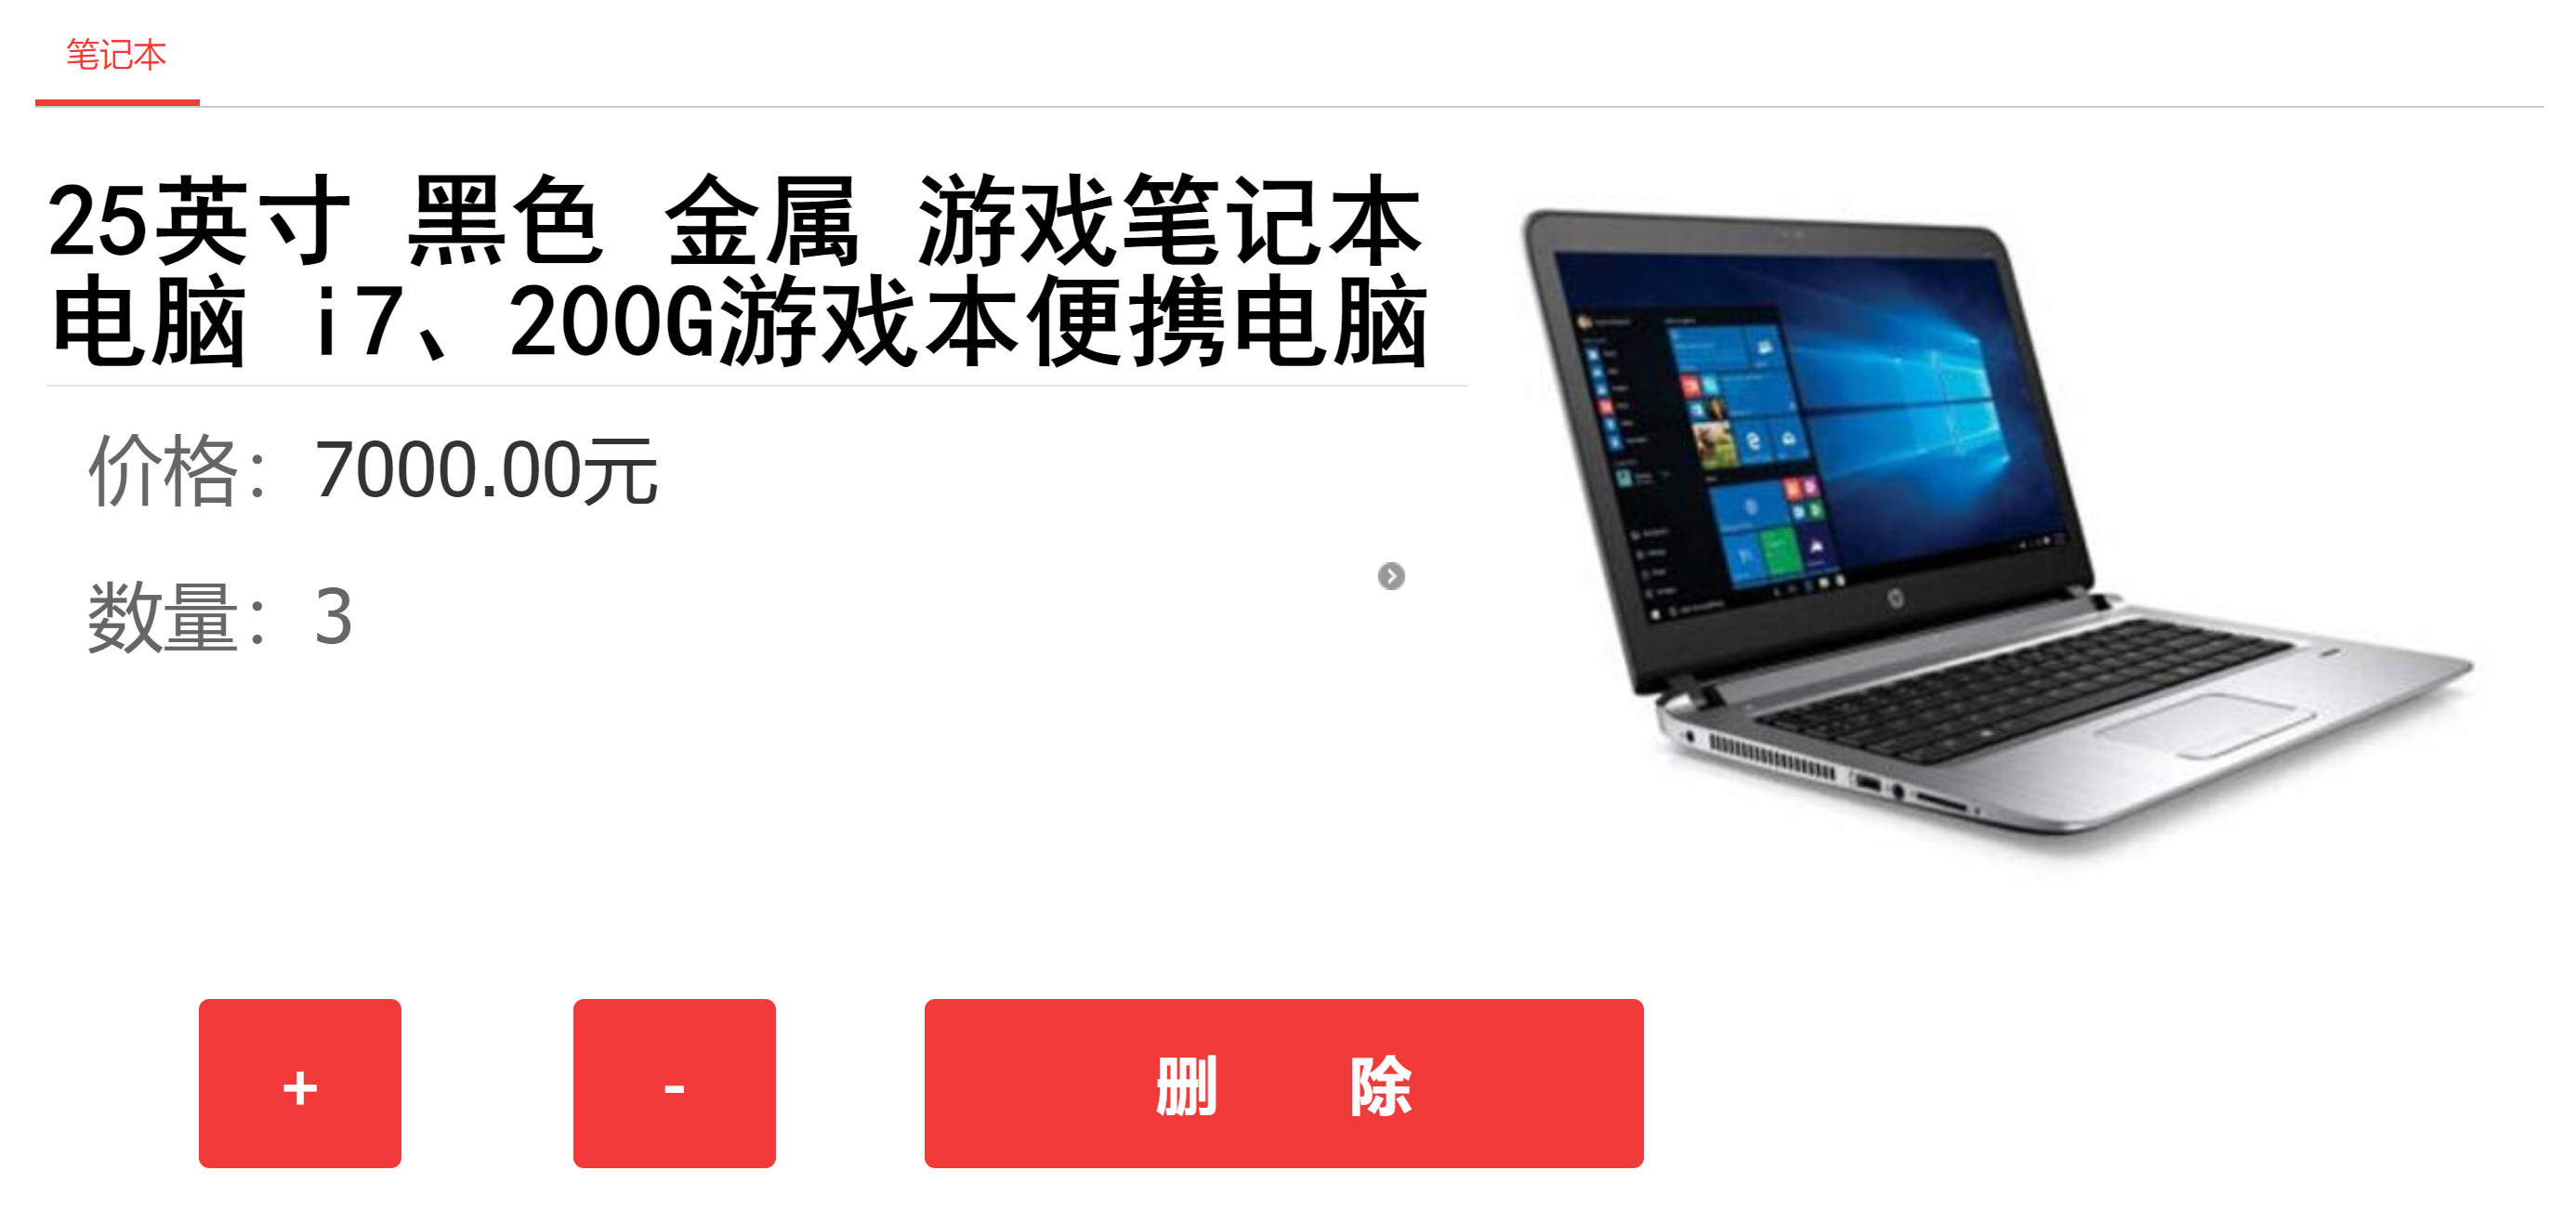 笔记本
25英寸 黑色 金属 游戏笔记本
电脑 i7、200G游戏本便携电脑
价格：7000.00元
数量：3
+
-
删 除
hp